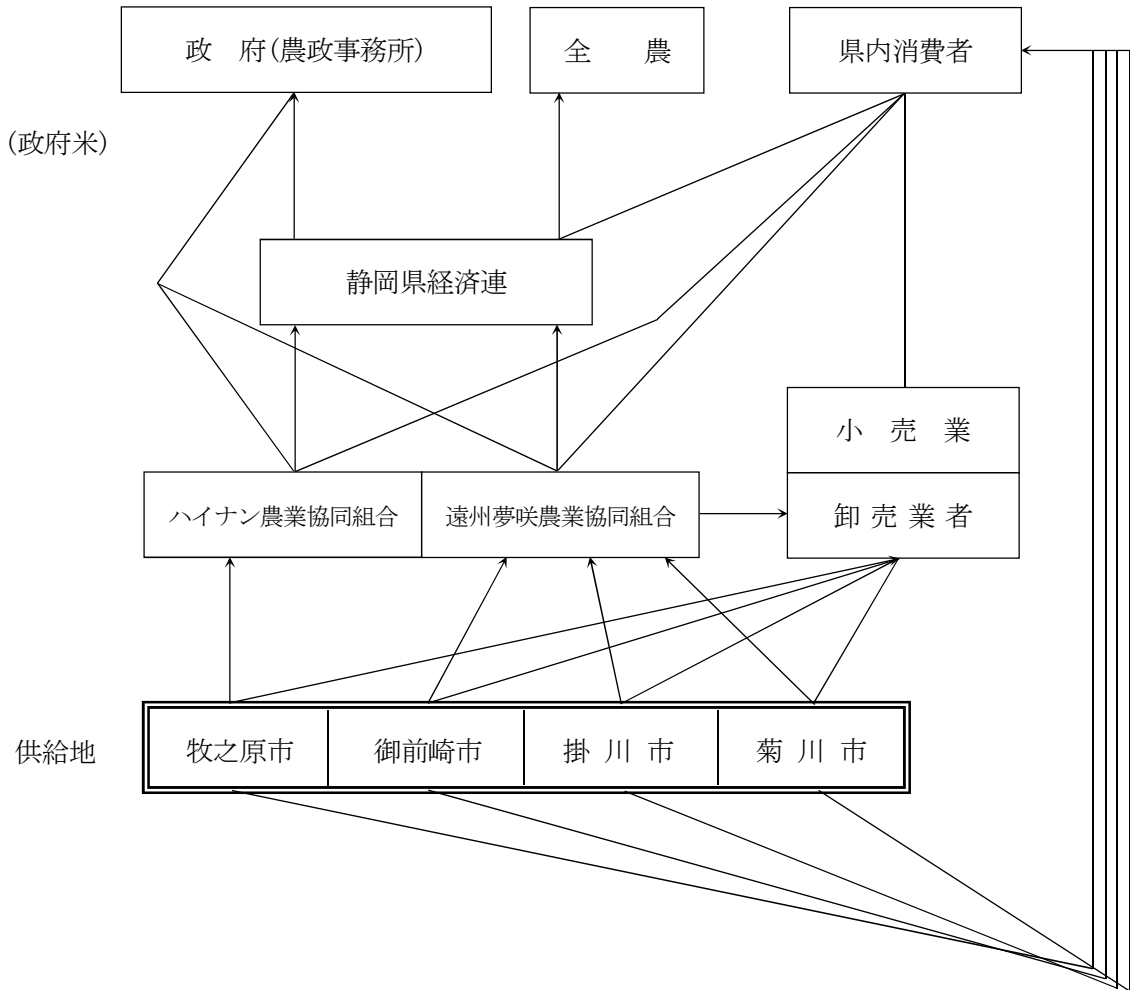 政　府(農政事務所)
全　　農
県内消費者
(政府米)
静岡県経済連
小　売　業
ハイナン農業協同組合
遠州夢咲農業協同組合
卸 売 業 者
供給地
牧之原市
御前崎市
掛 川 市
菊 川 市